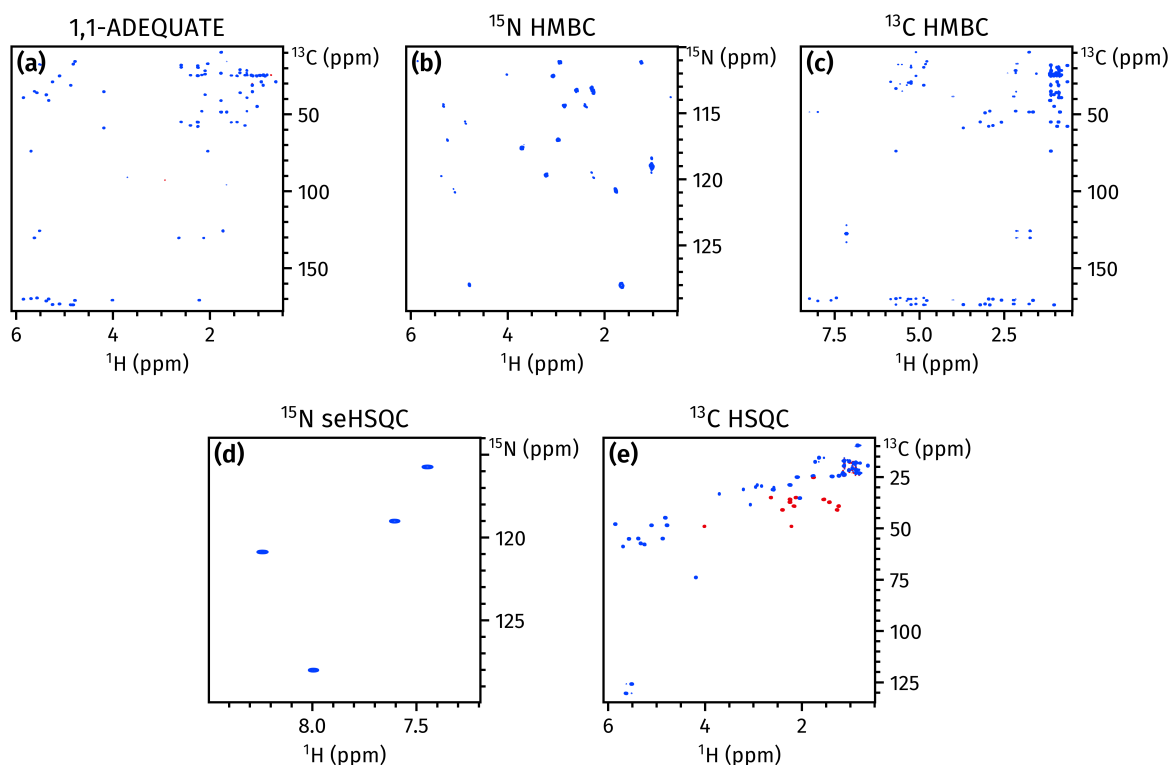 1,1-ADEQUATE
(a)
¹³C (ppm)
50
100
150
6
4
2
¹H (ppm)
¹⁵N HMBC
(b)
¹⁵N (ppm)
115
120
125
6
4
2
¹H (ppm)
¹³C HMBC
(c)
¹³C (ppm)
50
100
150
7.5
5.0
2.5
¹H (ppm)
¹⁵N seHSQC
(d)
¹⁵N (ppm)
120
125
8.0
7.5
¹H (ppm)
¹³C HSQC
(e)
¹³C (ppm)
25
50
75
100
125
6
4
2
¹H (ppm)